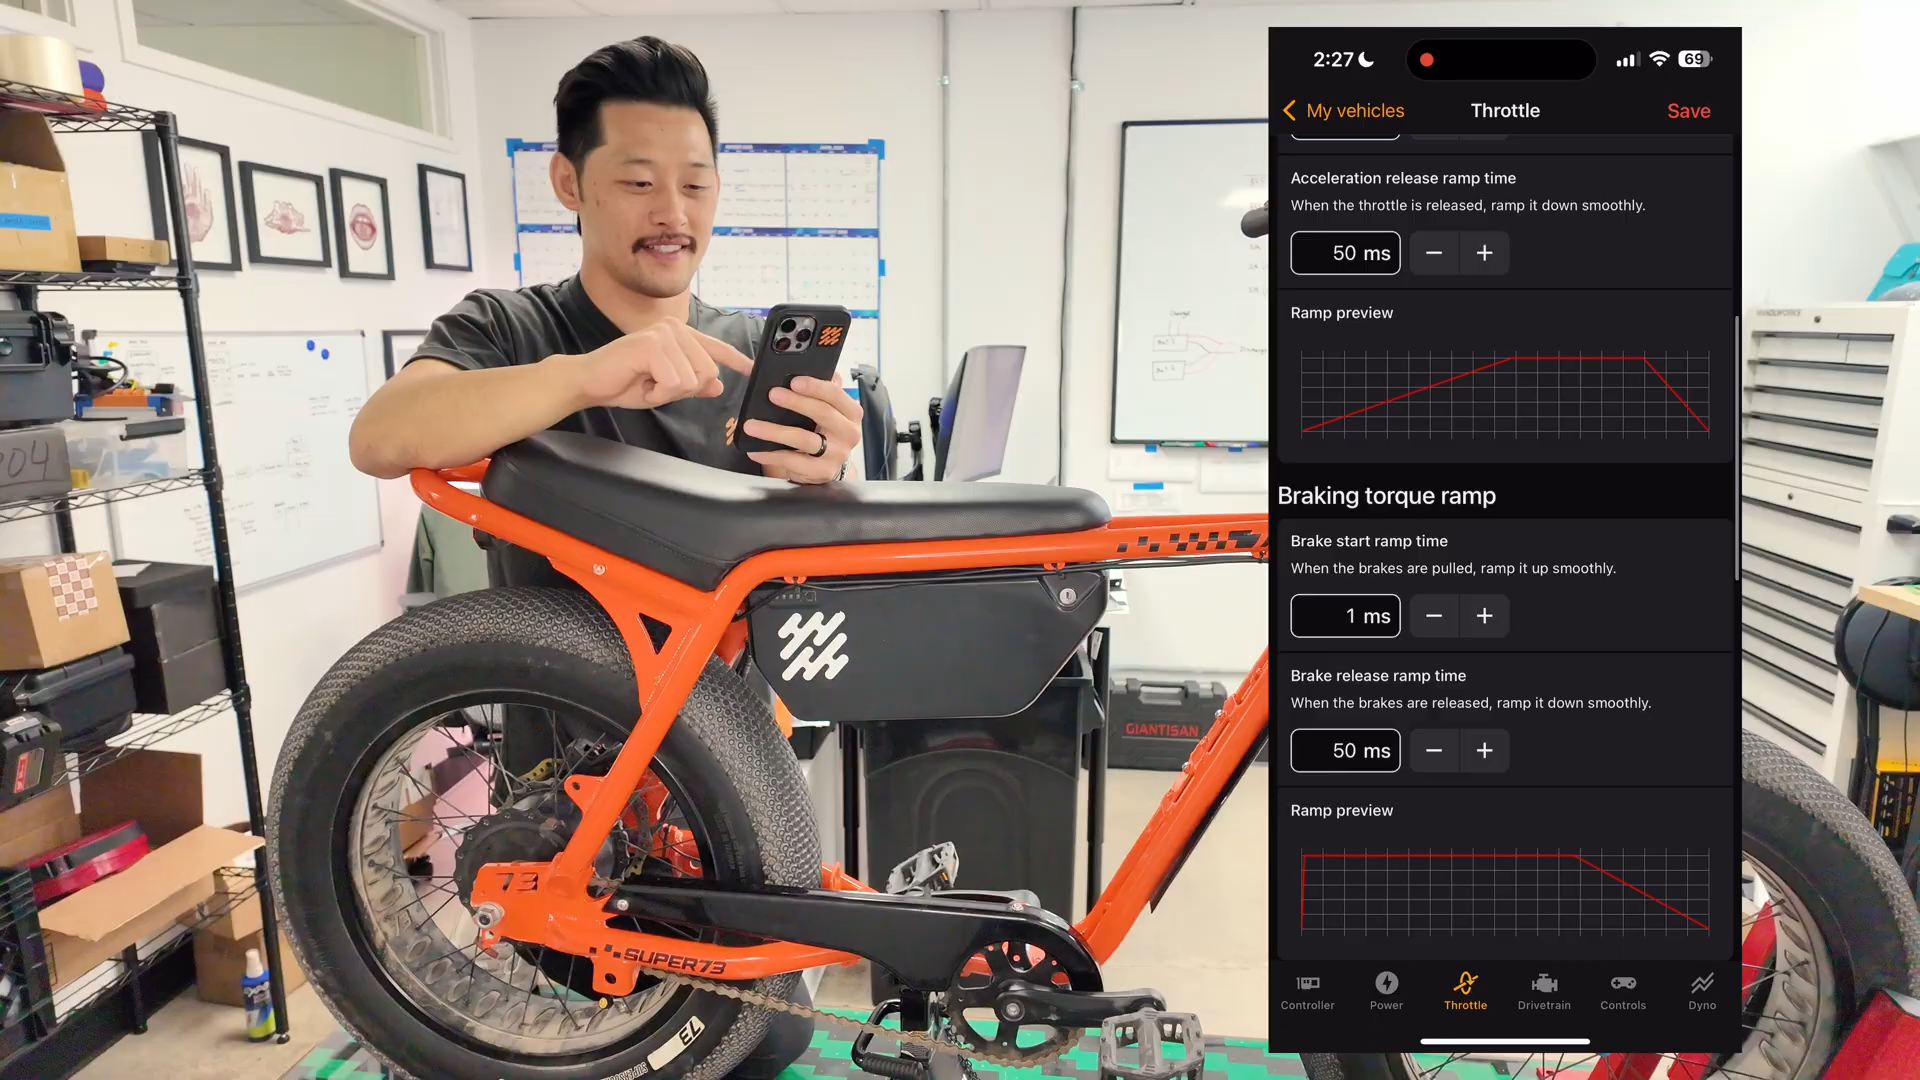 2:27
69
My vehicles
Throttle
Save
Acceleration release ramp time
When the throttle is released, ramp it down smoothly.
50 ms
− +
Ramp preview
Braking torque ramp
Brake start ramp time
When the brakes are pulled, ramp it up smoothly.
1 ms
− +
Brake release ramp time
When the brakes are released, ramp it down smoothly.
50 ms
− +
Ramp preview
Controller
Power
Throttle
Drivetrain
Controls
Dyno
GIANTISAN
73
SUPER73
73